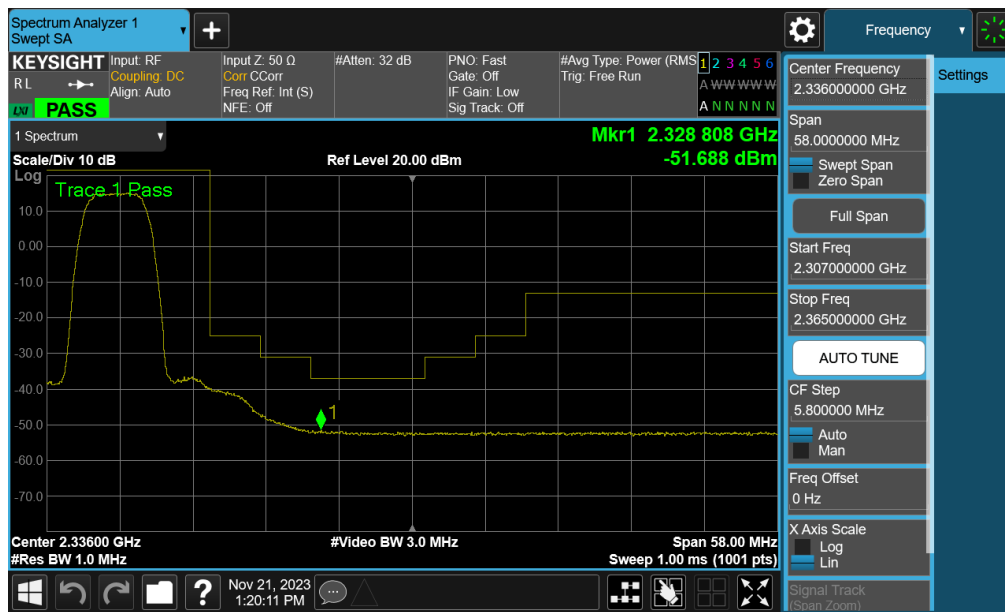 Spectrum Analyzer 1
Swept SA
Frequency
KEYSIGHT
Input: RF
Coupling: DC
Align: Auto
RL
LXI
PASS
Input Z: 50 Ω
Corr CCorr
Freq Ref: Int (S)
NFE: Off
#Atten: 32 dB
PNO: Fast
Gate: Off
IF Gain: Low
Sig Track: Off
#Avg Type: Power (RMS
Trig: Free Run
1 2 3 4 5 6
A W W W W W
A N N N N N
1 Spectrum
Mkr1 2.328 808 GHz
Scale/Div 10 dB
Ref Level 20.00 dBm
-51.688 dBm
Log
Trace 1 Pass
10.0
0.00
-10.0
-20.0
-30.0
-40.0
-50.0
-60.0
-70.0
1
Center 2.33600 GHz
#Video BW 3.0 MHz
Span 58.00 MHz
#Res BW 1.0 MHz
Sweep 1.00 ms (1001 pts)
Nov 21, 2023
1:20:11 PM
Center Frequency
2.336000000 GHz
Settings
Span
58.0000000 MHz
Swept Span
Zero Span
Full Span
Start Freq
2.307000000 GHz
Stop Freq
2.365000000 GHz
AUTO TUNE
CF Step
5.800000 MHz
Auto
Man
Freq Offset
0 Hz
X Axis Scale
Log
Lin
Signal Track
(Span Zoom)